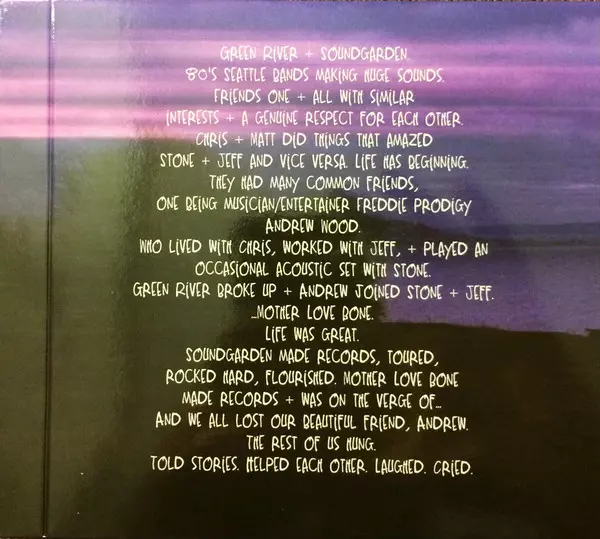 GREEN RIVER + SOUNDGARDEN.
80'S SEATTLE BANDS MAKING HUGE SOUNDS.
FRIENDS ONE + ALL WITH SIMILAR
INTERESTS + A GENUINE RESPECT FOR EACH OTHER.
CHRIS + MATT DID THINGS THAT AMAZED
STONE + JEFF AND VICE VERSA. LIFE WAS BEGINNING.
THEY HAD MANY COMMON FRIENDS,
ONE BEING MUSICIAN/ENTERTAINER FREDDIE PRODIGY
ANDREW WOOD.
WHO LIVED WITH CHRIS, WORKED WITH JEFF, + PLAYED AN
OCCASIONAL ACOUSTIC SET WITH STONE.
GREEN RIVER BROKE UP + ANDREW JOINED STONE + JEFF.
...MOTHER LOVE BONE.
LIFE WAS GREAT.
SOUNDGARDEN MADE RECORDS, TOURED,
ROCKED HARD, FLOURISHED. MOTHER LOVE BONE
MADE RECORDS + WAS ON THE VERGE OF...
AND WE ALL LOST OUR BEAUTIFUL FRIEND, ANDREW.
THE REST OF US HUNG.
TOLD STORIES. HELPED EACH OTHER. LAUGHED. CRIED.